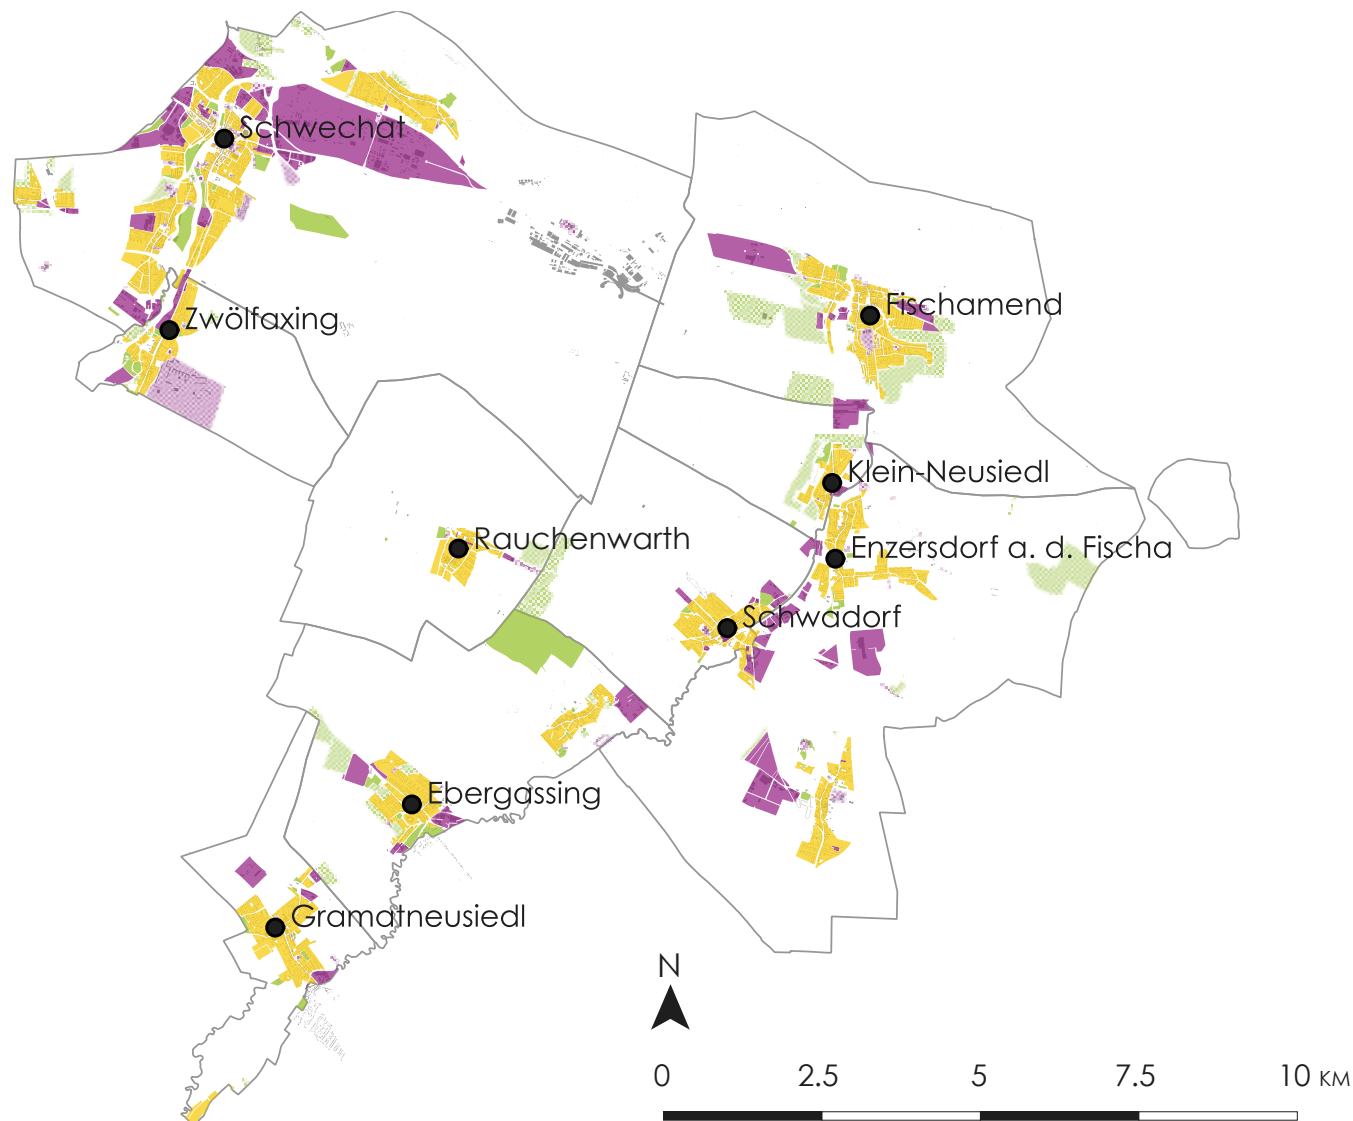 Schwechat
Fischamend
Zwölfaxing
Klein-Neusiedl
Rauchenwarth
Enzersdorf a. d. Fischa
Schwadorf
Ebergassing
Gramatneusiedl
N
0 2.5 5 7.5 10 KM